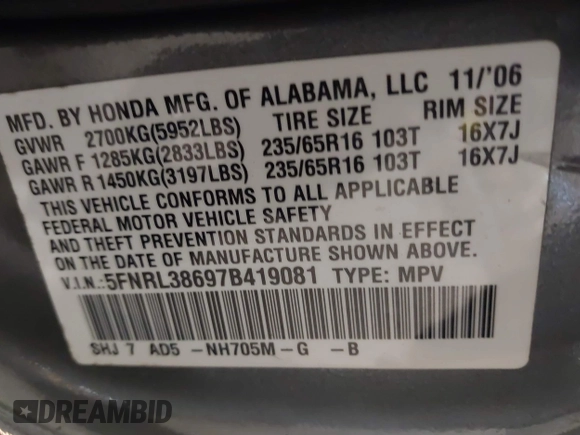 MFD. BY HONDA MFG. OF ALABAMA, LLC 11/'06
GVWR 2700KG(5952LBS) TIRE SIZE RIM SIZE
GAWR F 1285KG(2833LBS) 235/65R16 103T 16X7J
GAWR R 1450KG(3197LBS) 235/65R16 103T 16X7J
THIS VEHICLE CONFORMS TO ALL APPLICABLE
FEDERAL MOTOR VEHICLE SAFETY
AND THEFT PREVENTION STANDARDS IN EFFECT
ON THE DATE OF MANUFACTURE SHOWN ABOVE.
V.I.N.:5FNRL38697B419081 TYPE: MPV
SHJ 7 AD5 -NH705M-G -B
DREAMBID